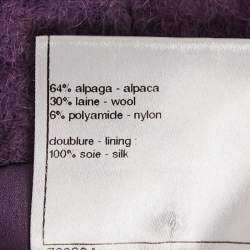 64% alpaga - alpaca
30% laine - wool
6% polyamide - nylon
doublure - lining :
100% soie - silk